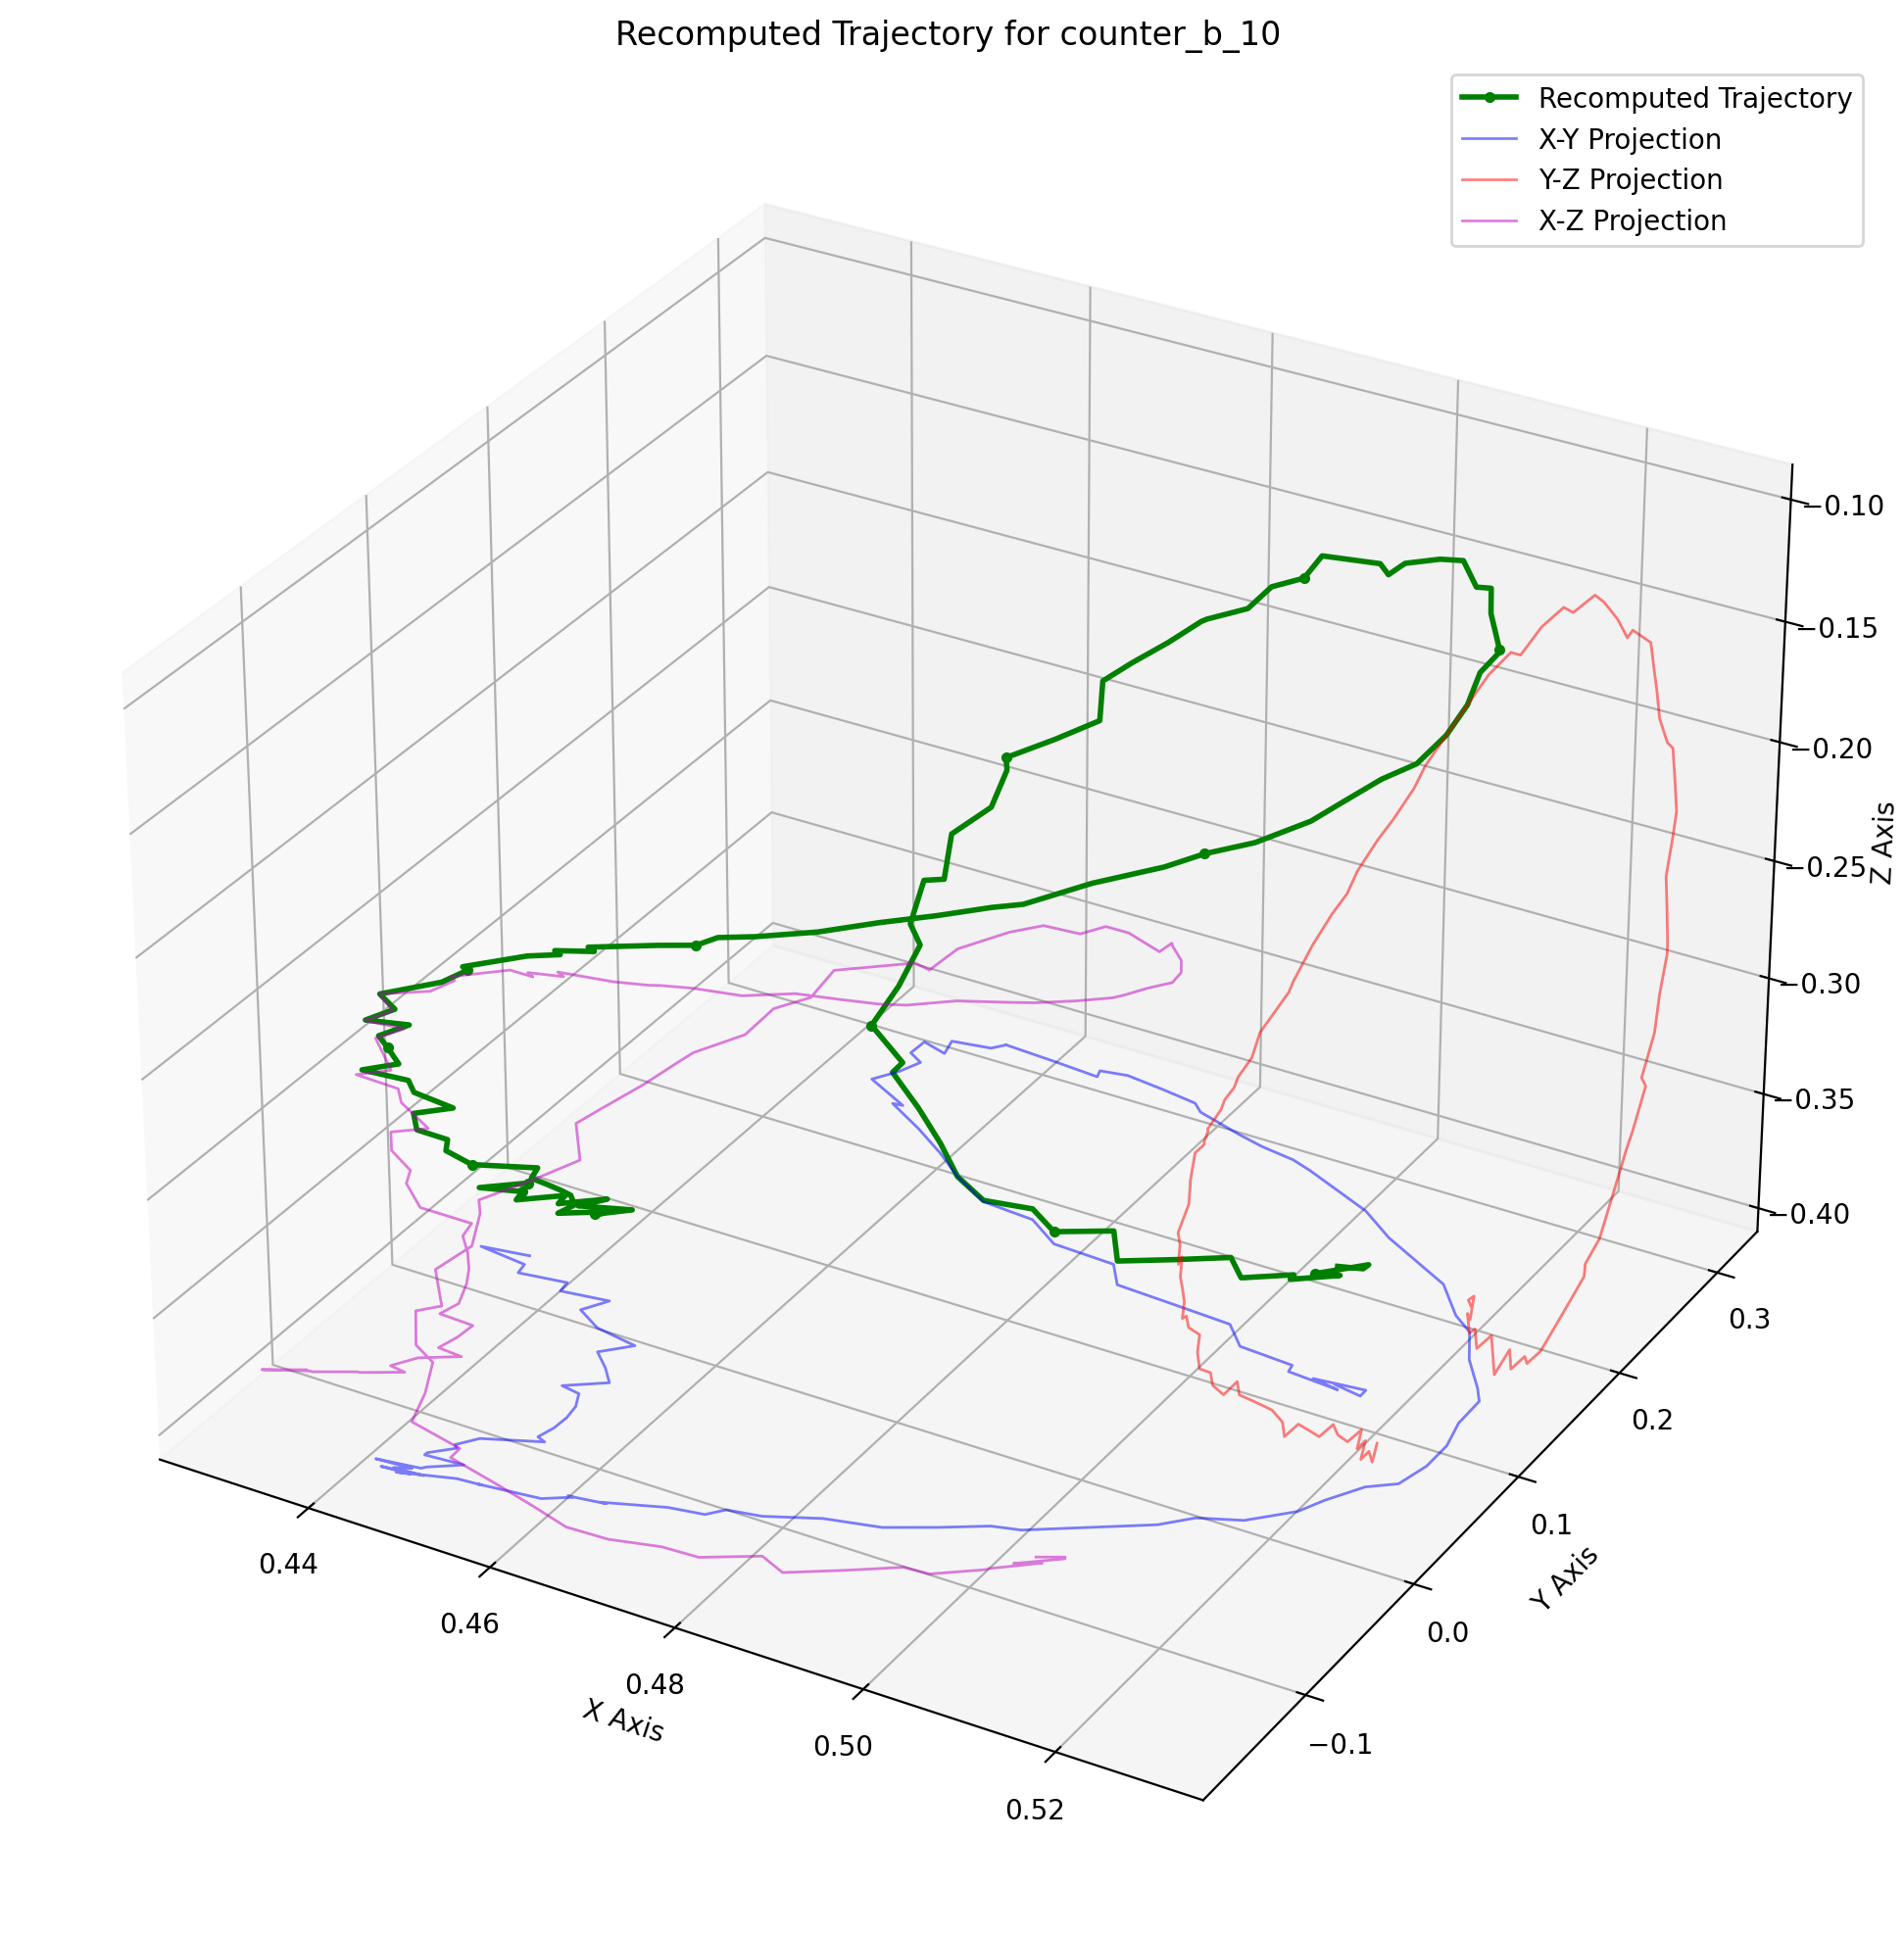 Recomputed Trajectory for counter_b_10
Recomputed Trajectory
X-Y Projection
Y-Z Projection
X-Z Projection
−0.10
−0.15
−0.20
−0.25
−0.30
−0.35
−0.40
Z Axis
0.3
0.2
0.1
0.0
−0.1
Y Axis
0.44
0.46
0.48
0.50
0.52
X Axis